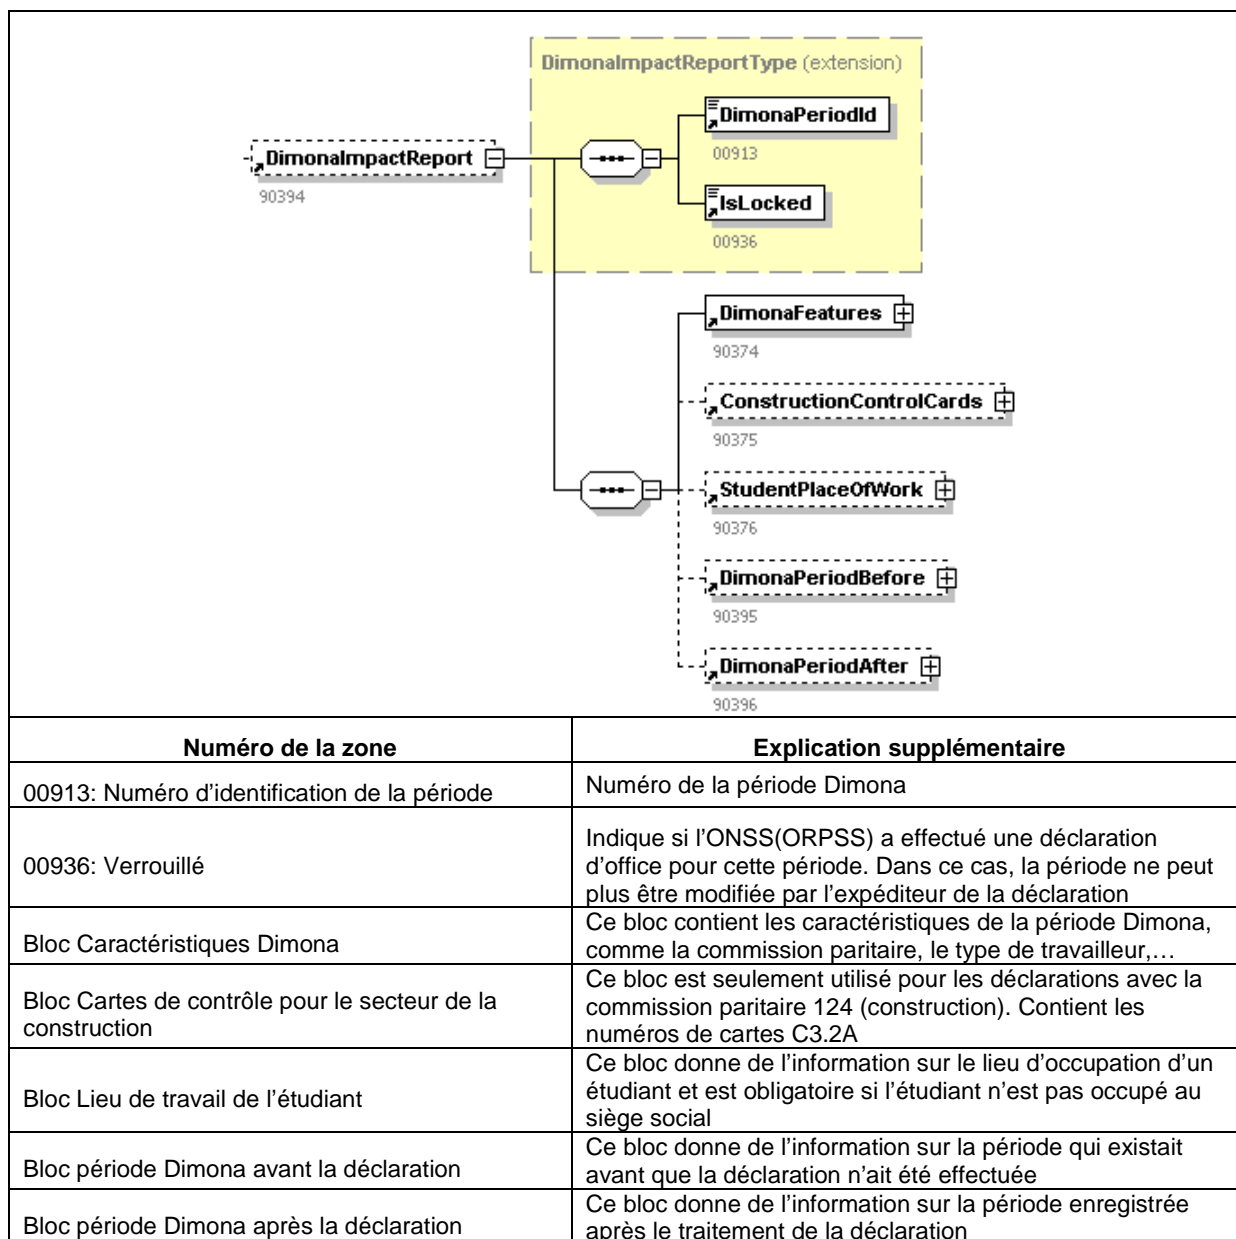 DimonaImpactReportType (extension)
DimonaPeriodId
00913
DimonaImpactReport
90394
IsLocked
00936
DimonaFeatures
90374
ConstructionControlCards
90375
StudentPlaceOfWork
90376
DimonaPeriodBefore
90395
DimonaPeriodAfter
90396
Numéro de la zone
Explication supplémentaire
00913: Numéro d’identification de la période
Numéro de la période Dimona
00936: Verrouillé
Indique si l’ONSS(ORPSS) a effectué une déclaration
d’office pour cette période. Dans ce cas, la période ne peut
plus être modifiée par l’expéditeur de la déclaration
Bloc Caractéristiques Dimona
Ce bloc contient les caractéristiques de la période Dimona,
comme la commission paritaire, le type de travailleur,…
Bloc Cartes de contrôle pour le secteur de la
construction
Ce bloc est seulement utilisé pour les déclarations avec la
commission paritaire 124 (construction). Contient les
numéros de cartes C3.2A
Bloc Lieu de travail de l’étudiant
Ce bloc donne de l’information sur le lieu d’occupation d’un
étudiant et est obligatoire si l’étudiant n’est pas occupé au
siège social
Bloc période Dimona avant la déclaration
Ce bloc donne de l’information sur la période qui existait
avant que la déclaration n’ait été effectuée
Bloc période Dimona après la déclaration
Ce bloc donne de l’information sur la période enregistrée
après le traitement de la déclaration